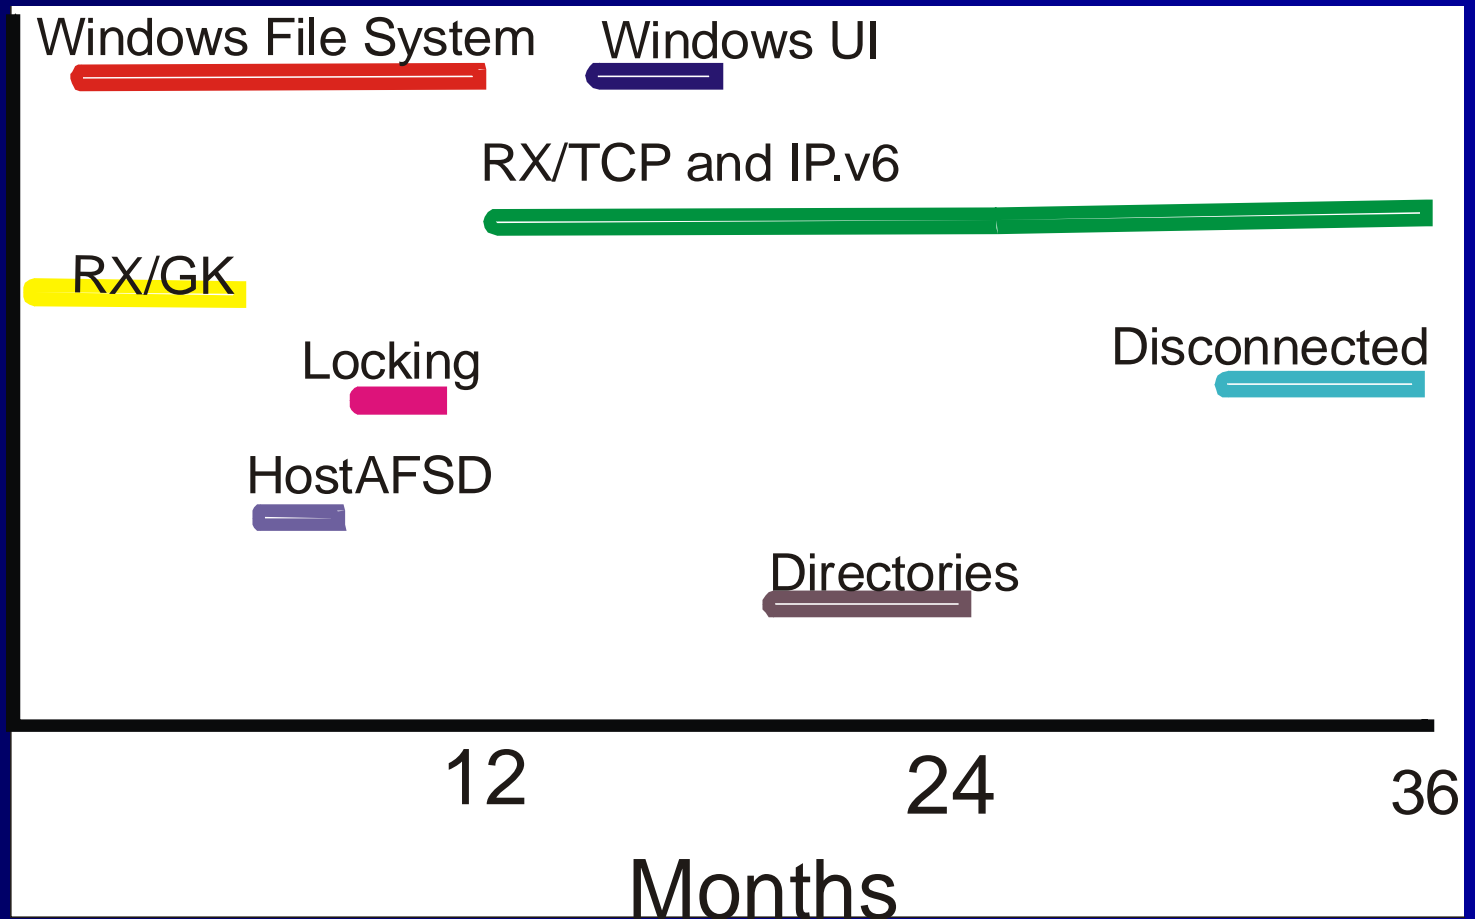 Windows File System
Windows UI
RX/TCP and IP.v6
RX/GK
Locking
Disconnected
HostAFSD
Directories
12
24
36
Months